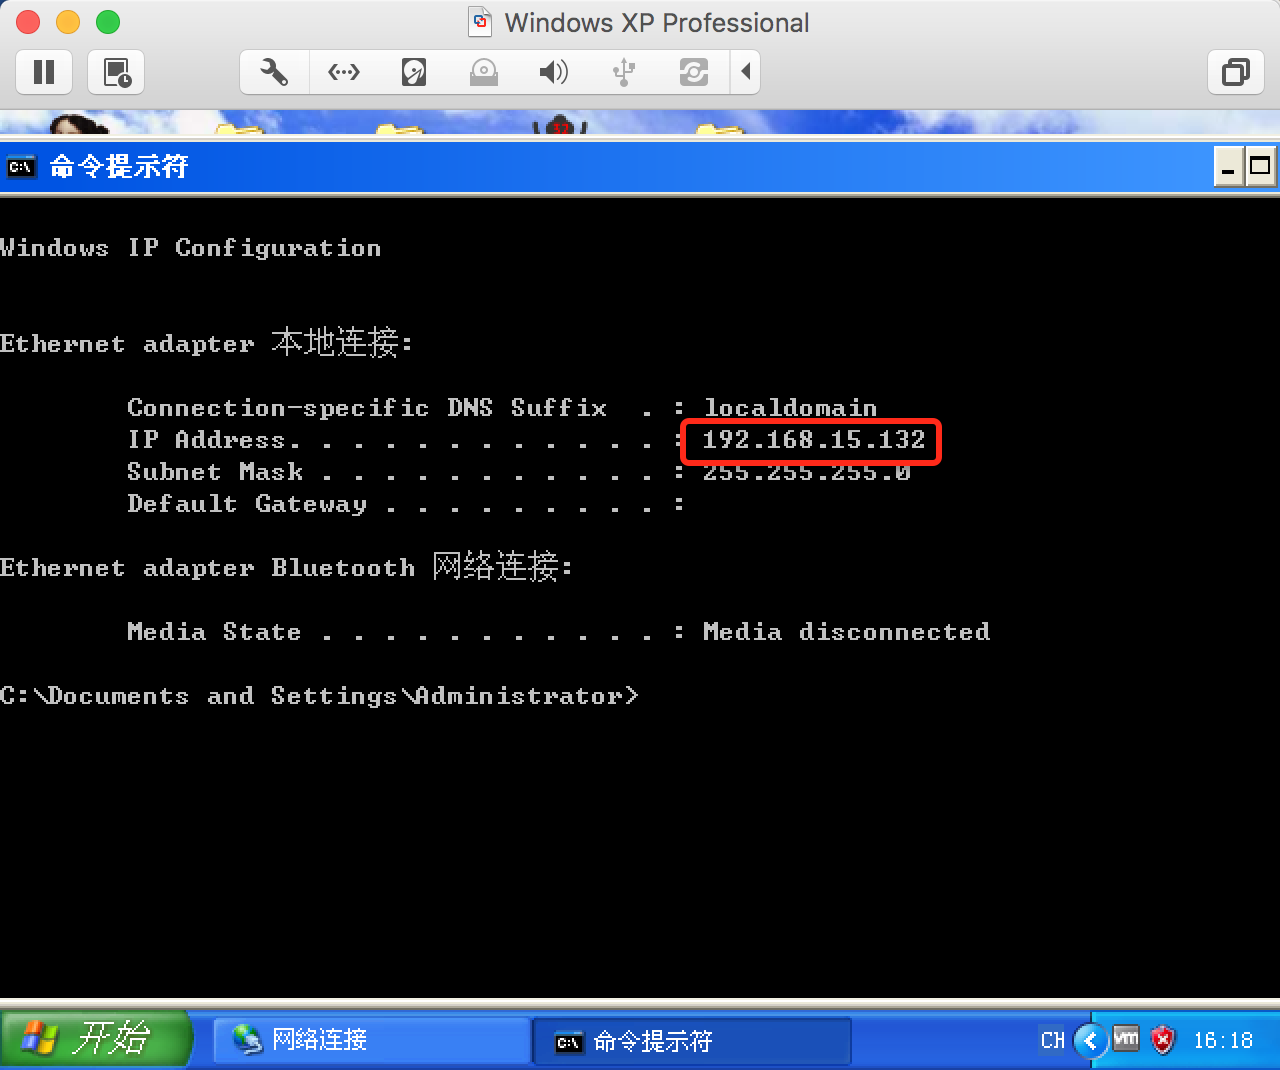 Windows XP Professional
32
命令提示符
Windows IP Configuration
Ethernet adapter 本地连接:
Connection-specific DNS Suffix . : localdomain
IP Address. . . . . . . . . . . . : 192.168.15.132
Subnet Mask . . . . . . . . . . . : 255.255.255.0
Default Gateway . . . . . . . . . :
Ethernet adapter Bluetooth 网络连接:
Media State . . . . . . . . . . . : Media disconnected
C:\Documents and Settings\Administrator>
开始 网络连接 命令提示符 CH vm 16:18